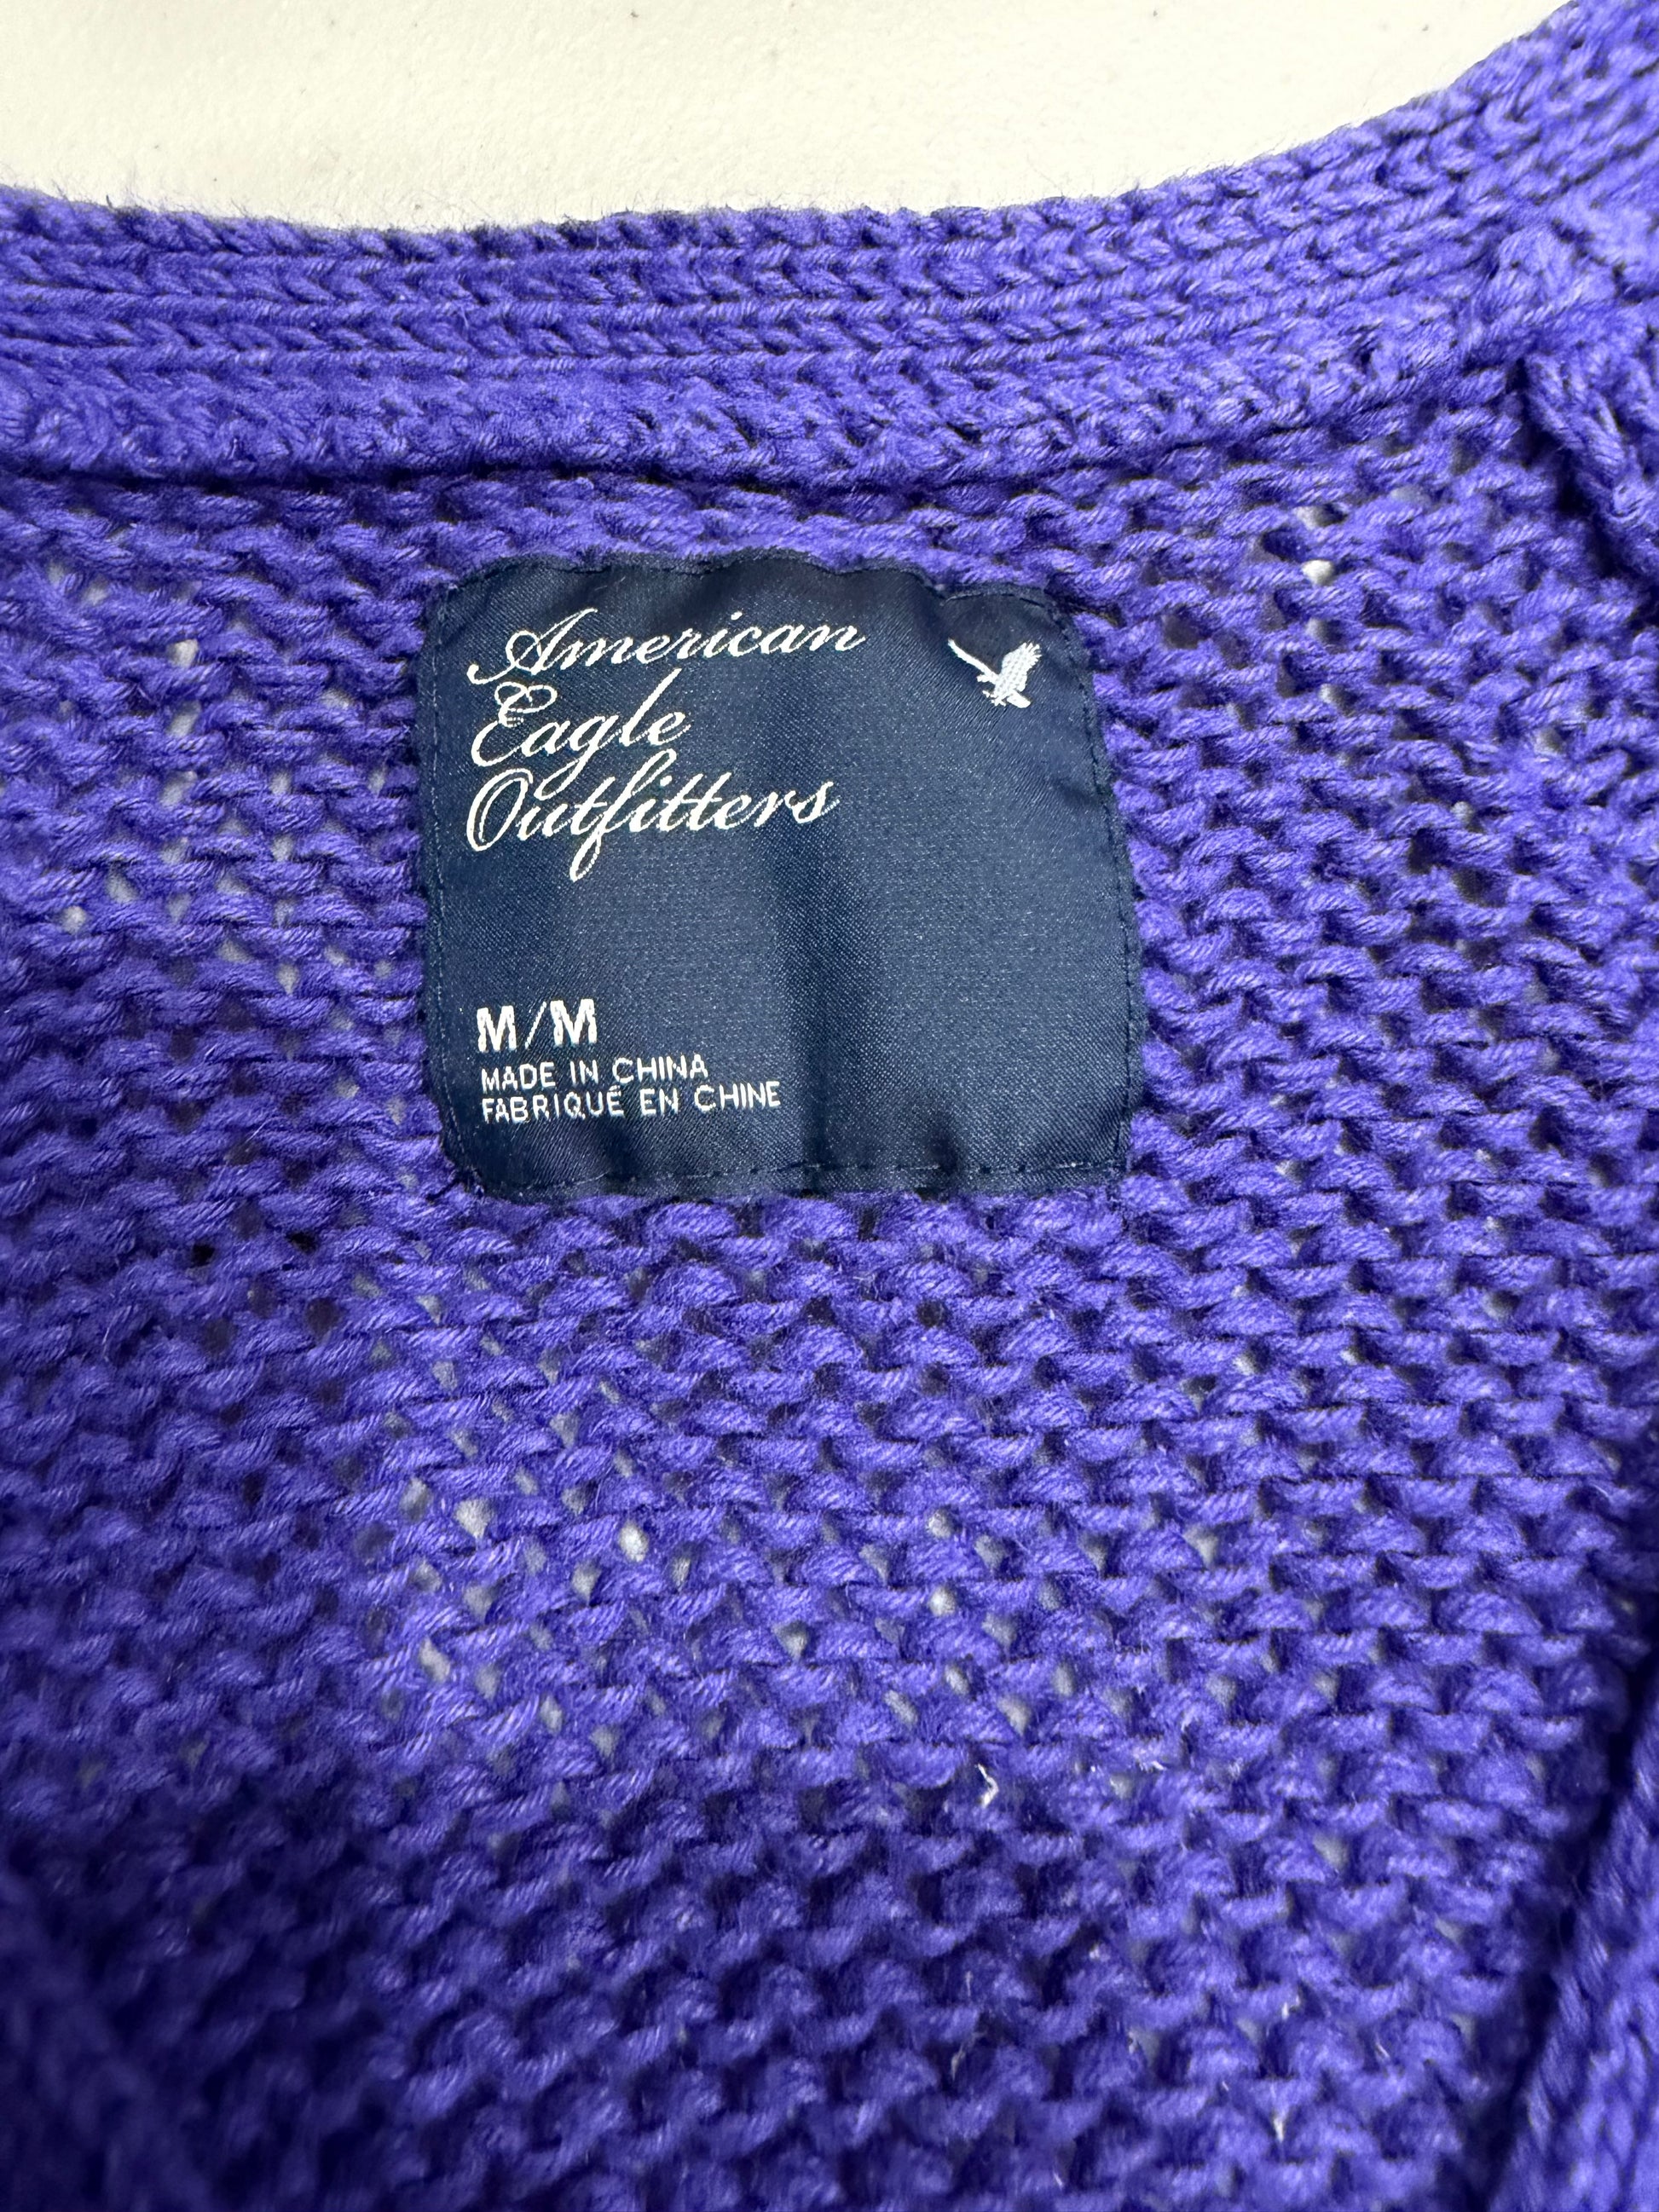 American
Eagle
Outfitters
M/M
MADE IN CHINA
FABRIQUÉ EN CHINE